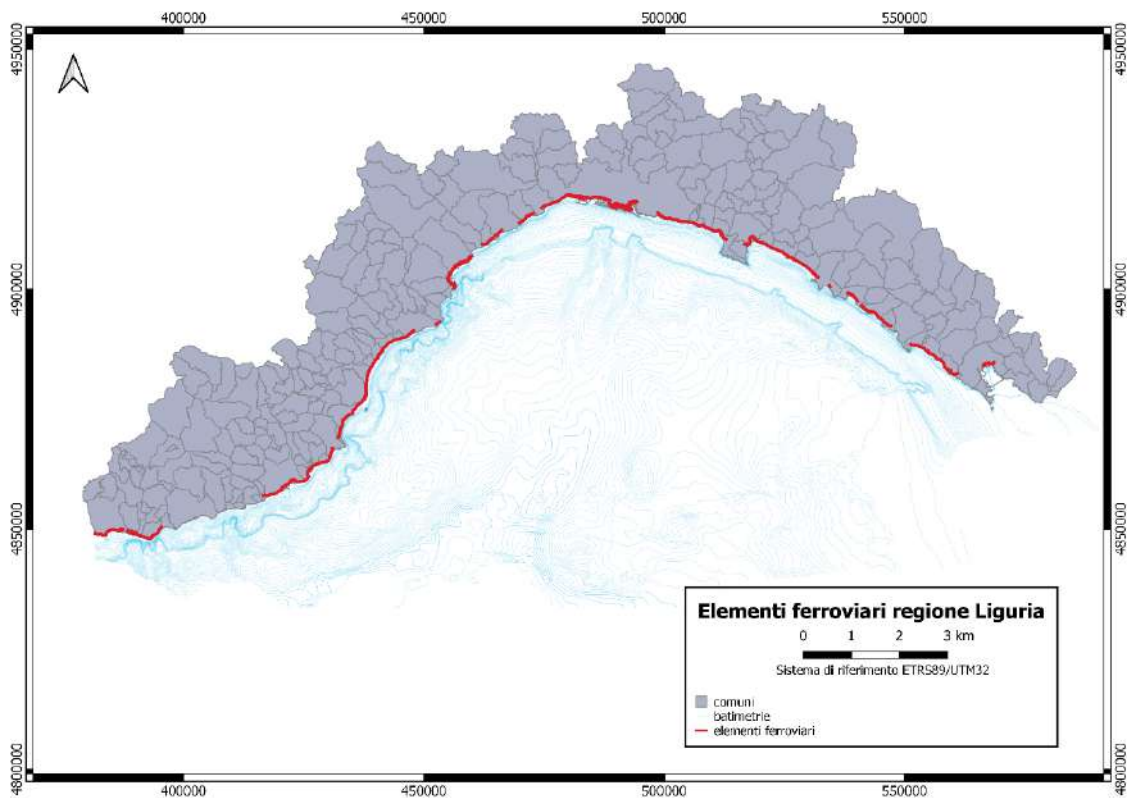 400000 450000 500000 550000
4950000 4950000
4900000 4900000
4850000 4850000
4800000 4800000
Elementi ferroviari regione Liguria
0 1 2 3 km
Sistema di riferimento ETRS89/UTM32
comuni
batimetrie
elementi ferroviari
400000 450000 500000 550000